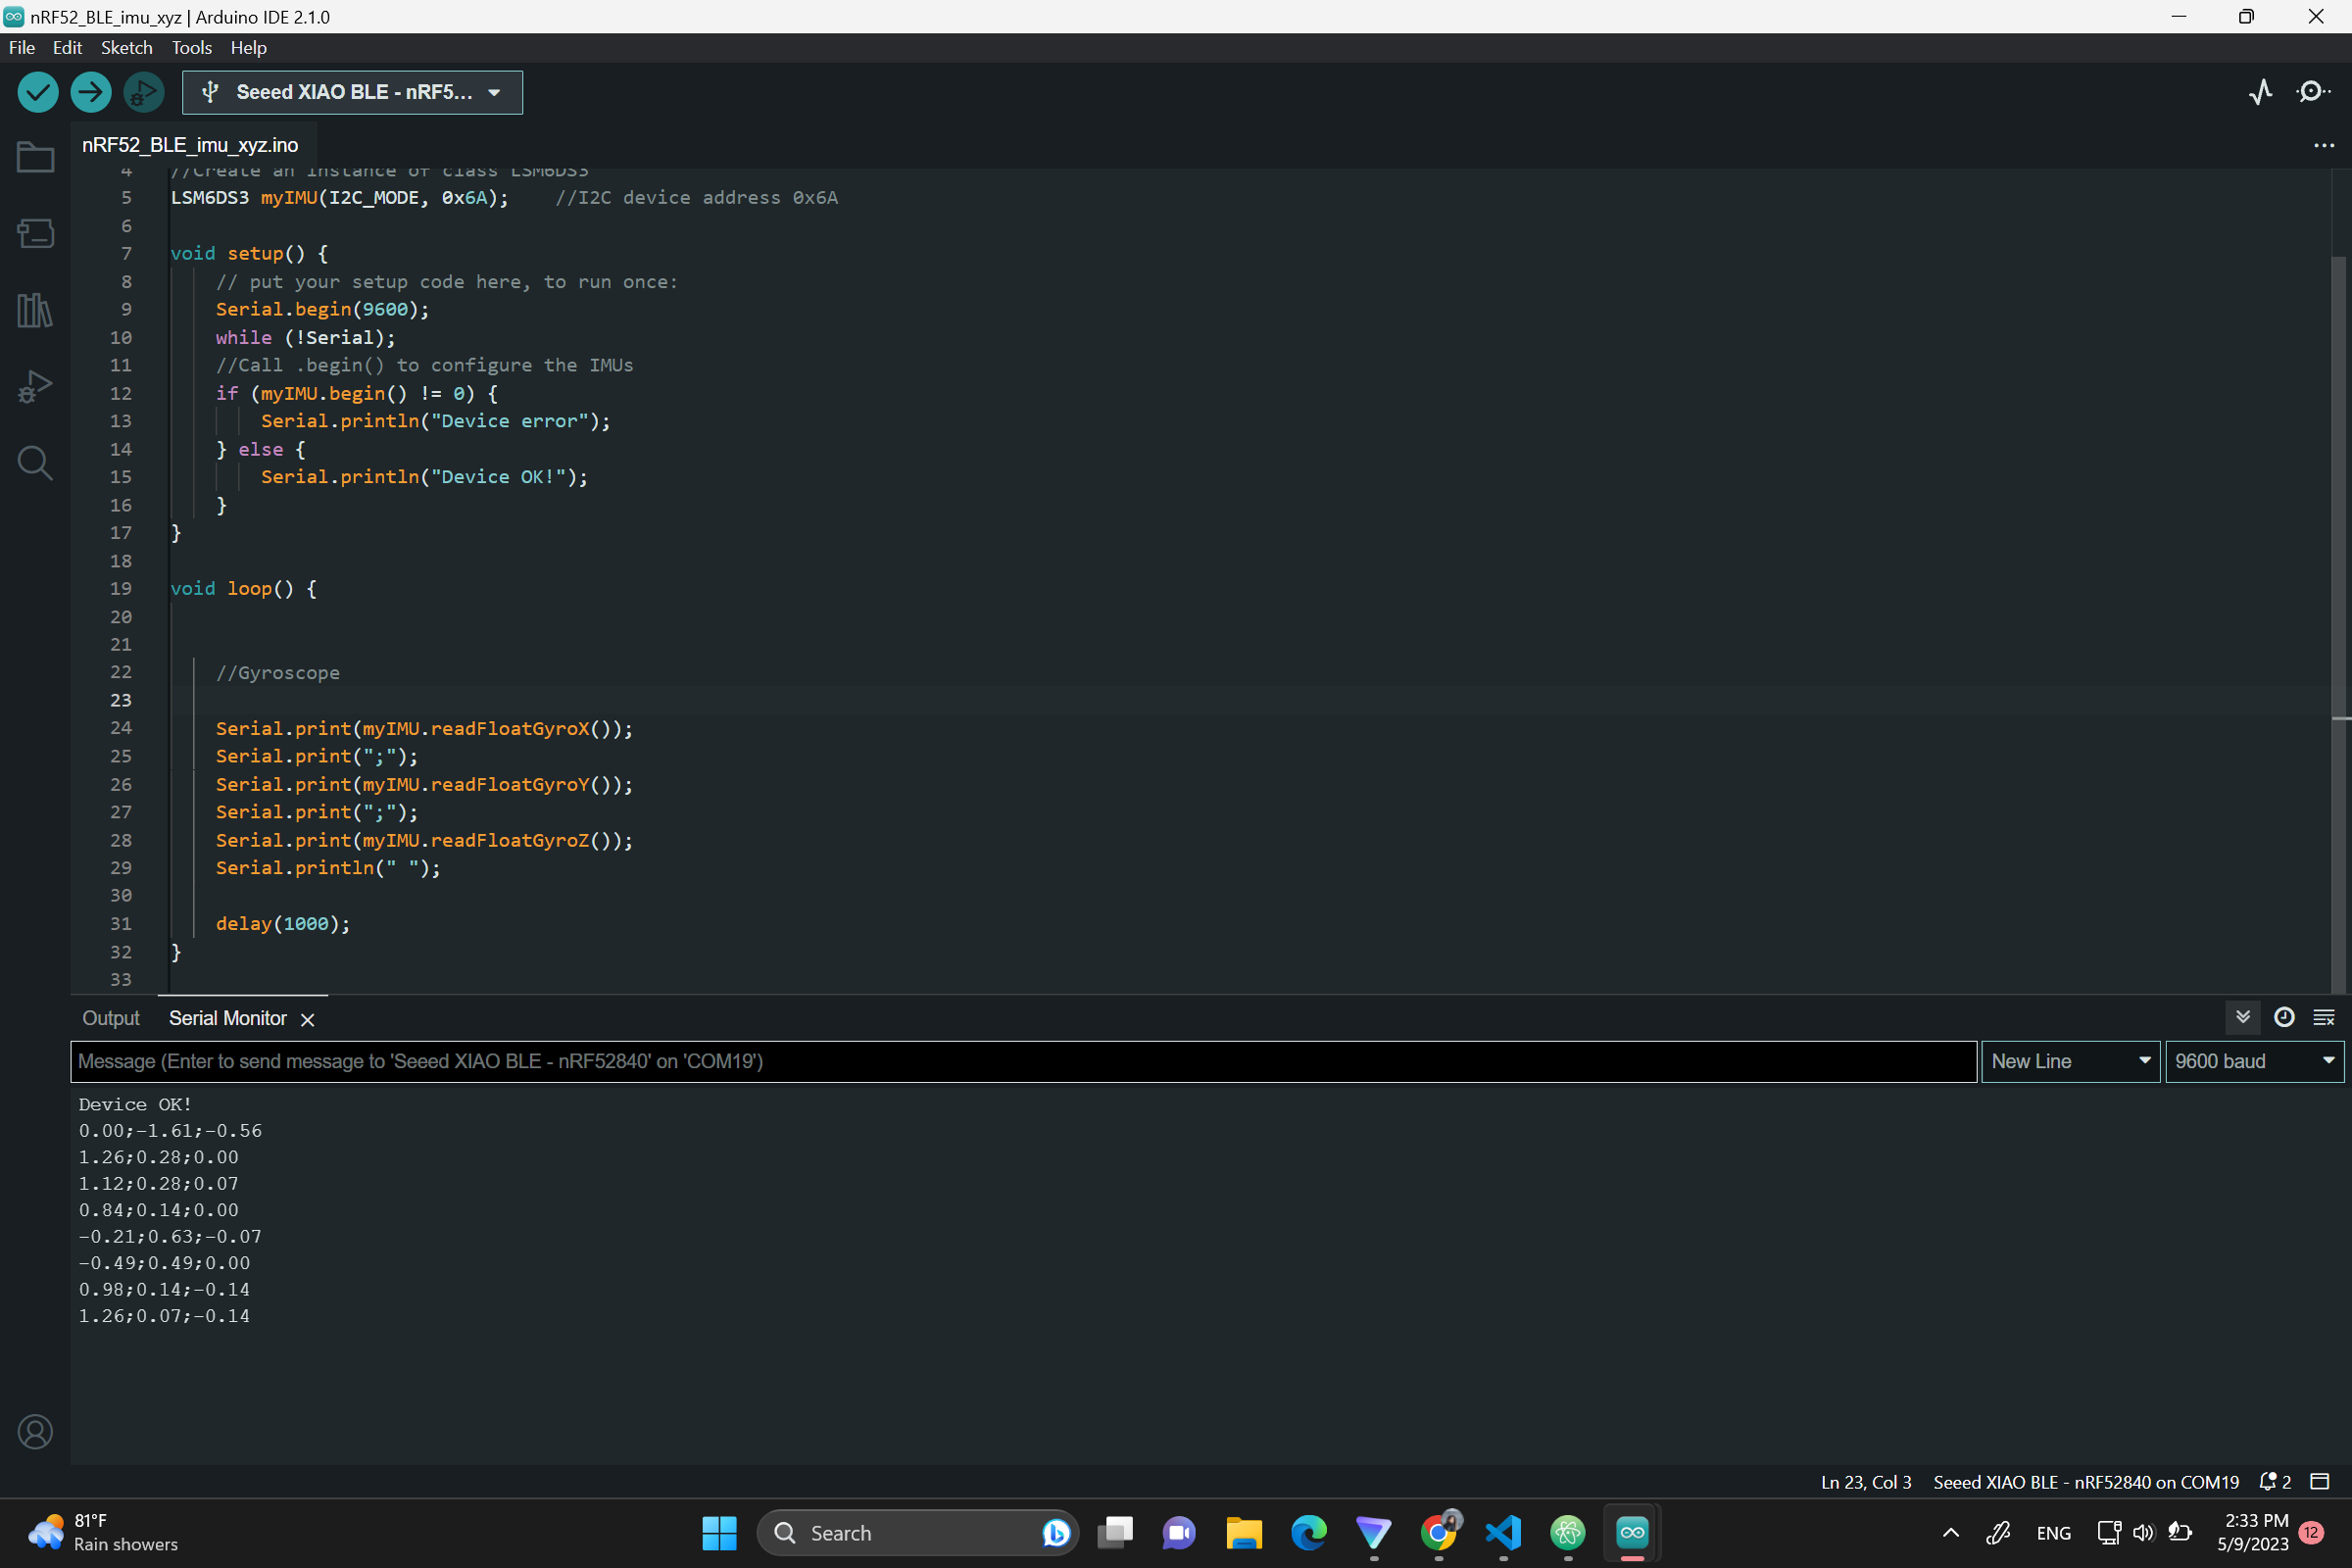 nRF52_BLE_imu_xyz | Arduino IDE 2.1.0
File Edit Sketch Tools Help
Seeed XIAO BLE - nRF5...
nRF52_BLE_imu_xyz.ino
4 //Create an instance of class LSM6DS3
5 LSM6DS3 myIMU(I2C_MODE, 0x6A);    //I2C device address 0x6A
6
7 void setup() {
8     // put your setup code here, to run once:
9     Serial.begin(9600);
10     while (!Serial);
11     //Call .begin() to configure the IMUs
12     if (myIMU.begin() != 0) {
13         Serial.println("Device error");
14     } else {
15         Serial.println("Device OK!");
16     }
17 }
18
19 void loop() {
20
21
22     //Gyroscope
23
24     Serial.print(myIMU.readFloatGyroX());
25     Serial.print(";");
26     Serial.print(myIMU.readFloatGyroY());
27     Serial.print(";");
28     Serial.print(myIMU.readFloatGyroZ());
29     Serial.println(" ");
30
31     delay(1000);
32 }
33
Output Serial Monitor
Message (Enter to send message to 'Seeed XIAO BLE - nRF52840' on 'COM19') New Line 9600 baud
Device OK!
0.00;-1.61;-0.56
1.26;0.28;0.00
1.12;0.28;0.07
0.84;0.14;0.00
-0.21;0.63;-0.07
-0.49;0.49;0.00
0.98;0.14;-0.14
1.26;0.07;-0.14
Ln 23, Col 3 Seeed XIAO BLE - nRF52840 on COM19 2
81°F
Rain showers
Search
ENG
2:33 PM
5/9/2023
12